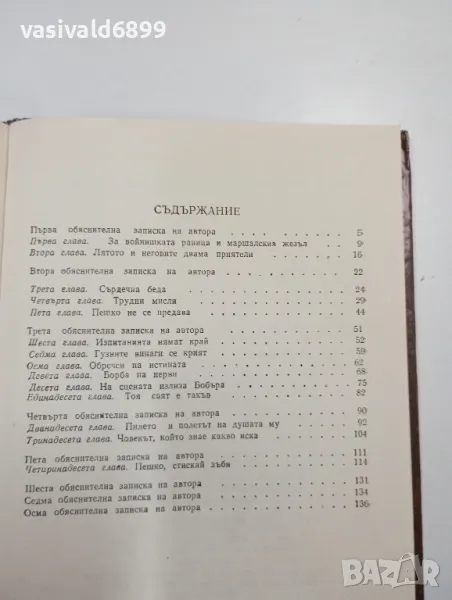 vasivald6899
СЪДЪРЖАНИЕ
Първа обяснителна записка на автора . . . . . . . 5
Първа глава. За войнишката раница и маршалския жезъл . . 9
Втора глава. Лятото и неговите двама приятели . . . . 16
Втора обяснителна записка на автора . . . . . . . 22
Трета глава. Сърдечна беда . . . . . . . 24
Четвърта глава. Трудни мисли . . . . . . . 29
Пета глава. Пешко не се предава . . . . . . . 44
Трета обяснителна записка на автора . . . . . . . 51
Шеста глава. Изпитанията нямат край . . . . . . . 52
Седма глава. Гузните винаги се крият . . . . . . . 59
Осма глава. Обречен на истината . . . . . . . 62
Девета глава. Борба на нерви . . . . . . . 68
Десета глава. На сцената излиза Бобъра . . . . . . . 75
Единадесета глава. Тоя свят е такъв . . . . . . . 82
Четвърта обяснителна записка на автора . . . . . . . 90
Дванадесета глава. Пилето и полетът на душата му . . . 92
Тринадесета глава. Човекът, който знае какво иска . . . 104
Пета обяснителна записка на автора . . . . . . . 111
Четиринадесета глава. Пешко, стискай зъби . . . . . 114
Шеста обяснителна записка на автора . . . . . . . 131
Седма обяснителна записка на автора . . . . . . . 134
Осма обяснителна записка на автора . . . . . . . 136
BAZAR
bg